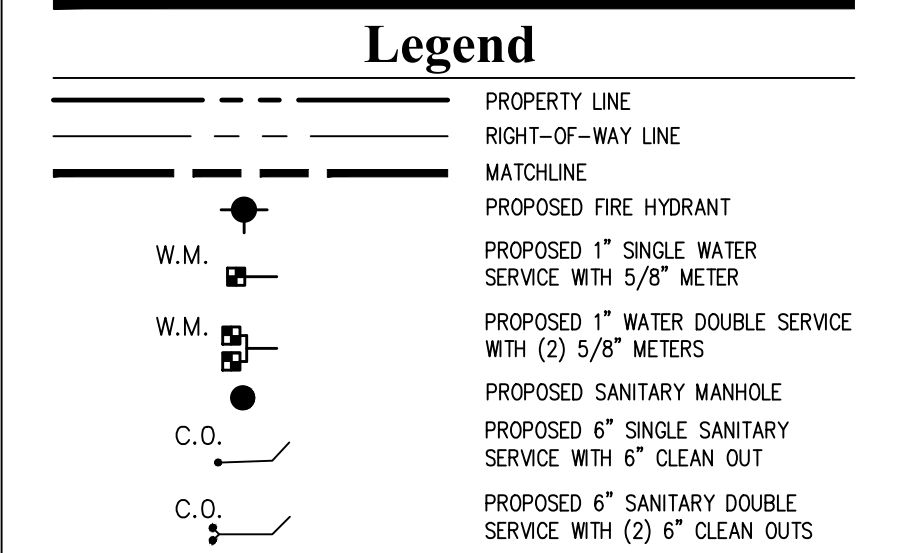 Legend
PROPERTY LINE
RIGHT-OF-WAY LINE
MATCHLINE
PROPOSED FIRE HYDRANT
W.M.
PROPOSED 1" SINGLE WATER
SERVICE WITH 5/8" METER
W.M.
PROPOSED 1" WATER DOUBLE SERVICE
WITH (2) 5/8" METERS
PROPOSED SANITARY MANHOLE
C.O.
PROPOSED 6" SINGLE SANITARY
SERVICE WITH 6" CLEAN OUT
C.O.
PROPOSED 6" SANITARY DOUBLE
SERVICE WITH (2) 6" CLEAN OUTS